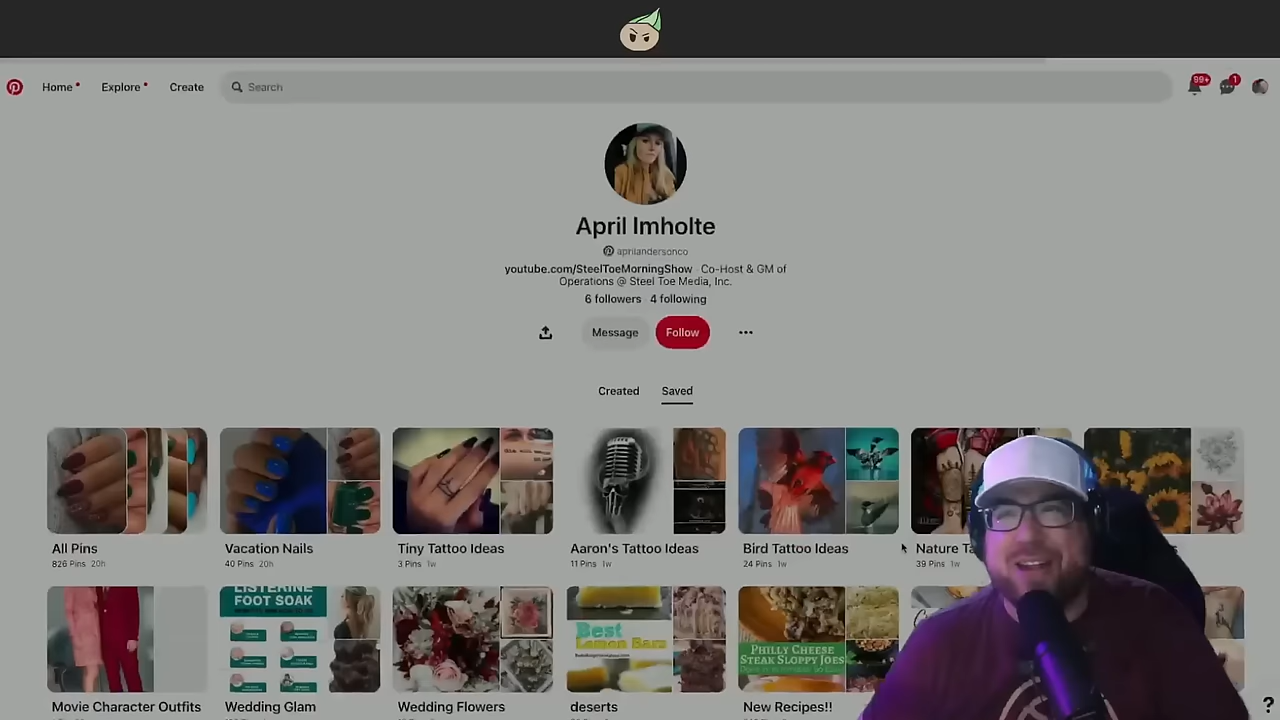 Home
Explore
Create
Search
99+
1
April Imholte
aprilandersonco
youtube.com/SteelToeMorningShow · Co-Host & GM of
Operations @ Steel Toe Media, Inc.
6 followers · 4 following
Message
Follow
Created
Saved
All Pins
826 Pins 20h
Vacation Nails
40 Pins 20h
Tiny Tattoo Ideas
3 Pins 1w
Aaron's Tattoo Ideas
11 Pins 1w
Bird Tattoo Ideas
24 Pins 1w
Nature Ta
39 Pins 1w
LISTERINE
FOOT SOAK
Best
Lemon Bars
PHILLY CHEESE
STEAK SLOPPY JOES
Movie Character Outfits
Wedding Glam
Wedding Flowers
deserts
New Recipes!!
?